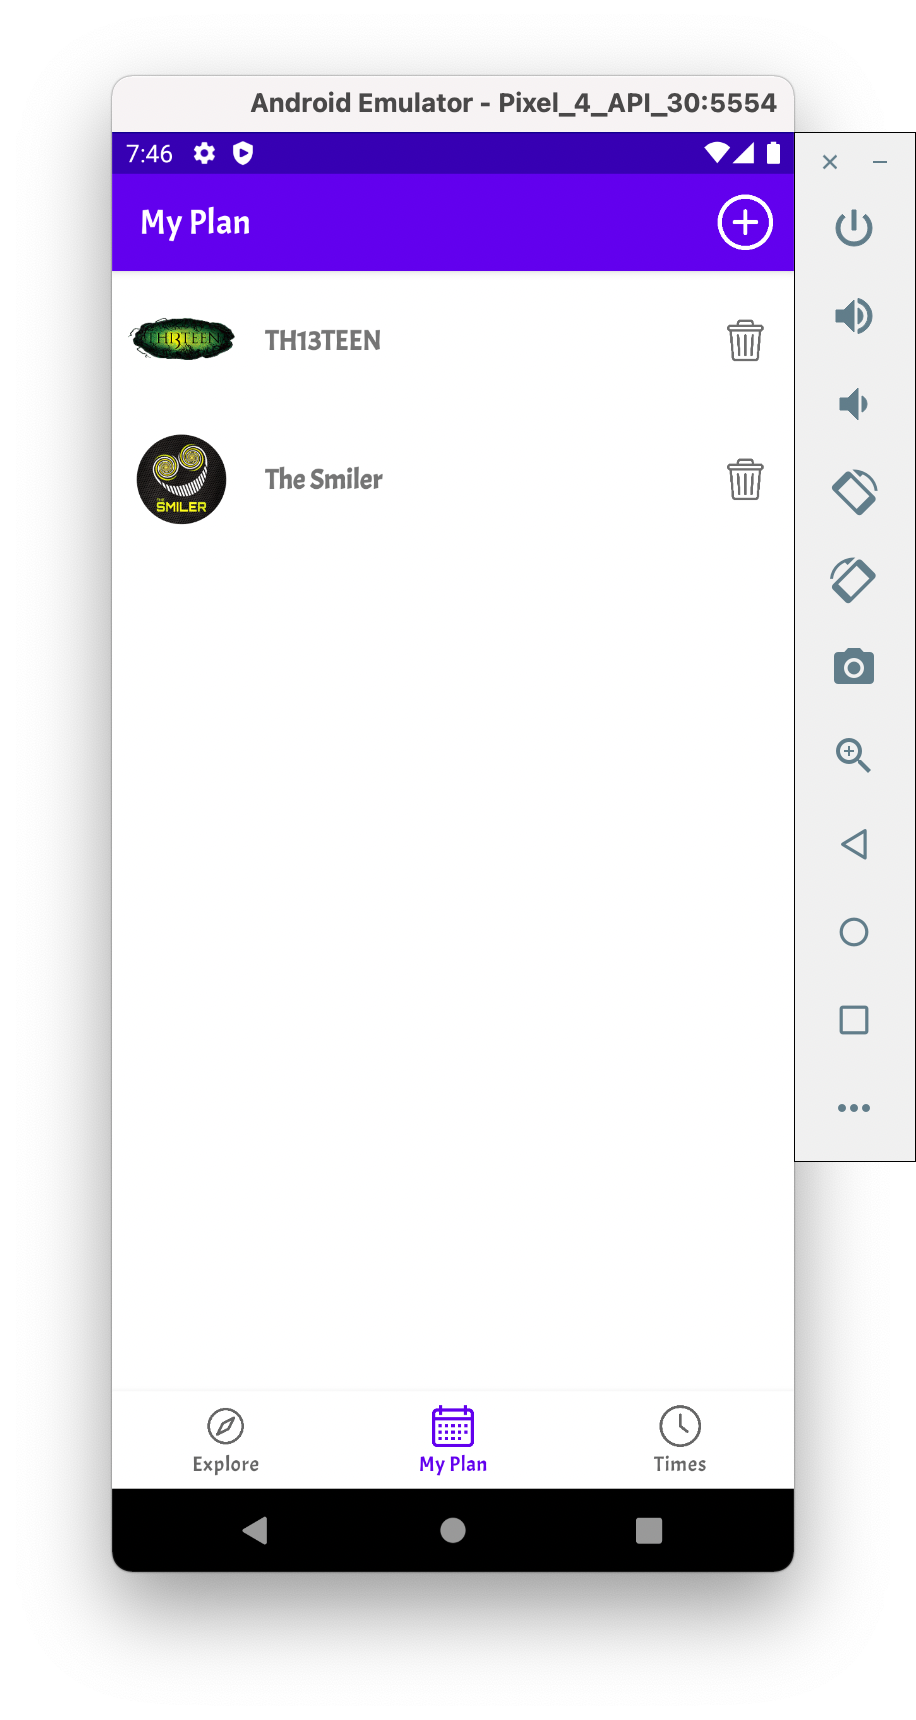 Android Emulator - Pixel_4_API_30:5554
7:46
My Plan
TH13TEEN
TH13TEEN
THE
SMILER
The Smiler
Explore
My Plan
Times